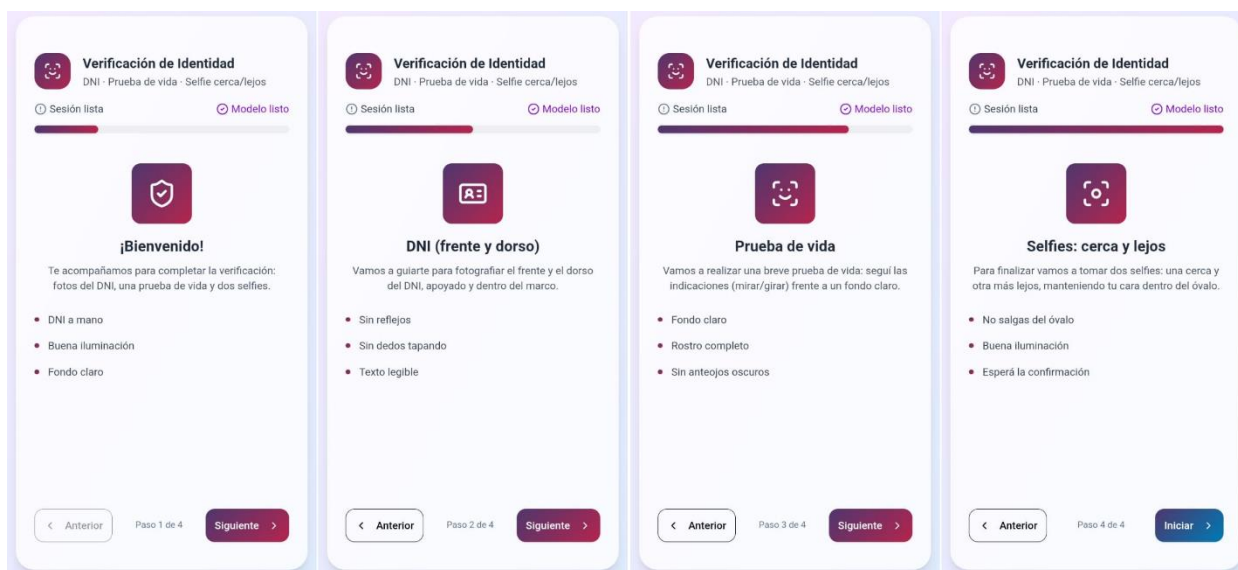 Verificación de Identidad
DNI · Prueba de vida · Selfie cerca/lejos
Sesión lista
Modelo listo
¡Bienvenido!
Te acompañamos para completar la verificación:
fotos del DNI, una prueba de vida y dos selfies.
DNI a mano
Buena iluminación
Fondo claro
Anterior
Paso 1 de 4
Siguiente
Verificación de Identidad
DNI · Prueba de vida · Selfie cerca/lejos
Sesión lista
Modelo listo
DNI (frente y dorso)
Vamos a guiarte para fotografiar el frente y el dorso
del DNI, apoyado y dentro del marco.
Sin reflejos
Sin dedos tapando
Texto legible
Anterior
Paso 2 de 4
Siguiente
Verificación de Identidad
DNI · Prueba de vida · Selfie cerca/lejos
Sesión lista
Modelo listo
Prueba de vida
Vamos a realizar una breve prueba de vida: seguí las
indicaciones (mirar/girar) frente a un fondo claro.
Fondo claro
Rostro completo
Sin anteojos oscuros
Anterior
Paso 3 de 4
Siguiente
Verificación de Identidad
DNI · Prueba de vida · Selfie cerca/lejos
Sesión lista
Modelo listo
Selfies: cerca y lejos
Para finalizar vamos a tomar dos selfies: una cerca y
otra más lejos, manteniendo tu cara dentro del óvalo.
No salgas del óvalo
Buena iluminación
Esperá la confirmación
Anterior
Paso 4 de 4
Iniciar